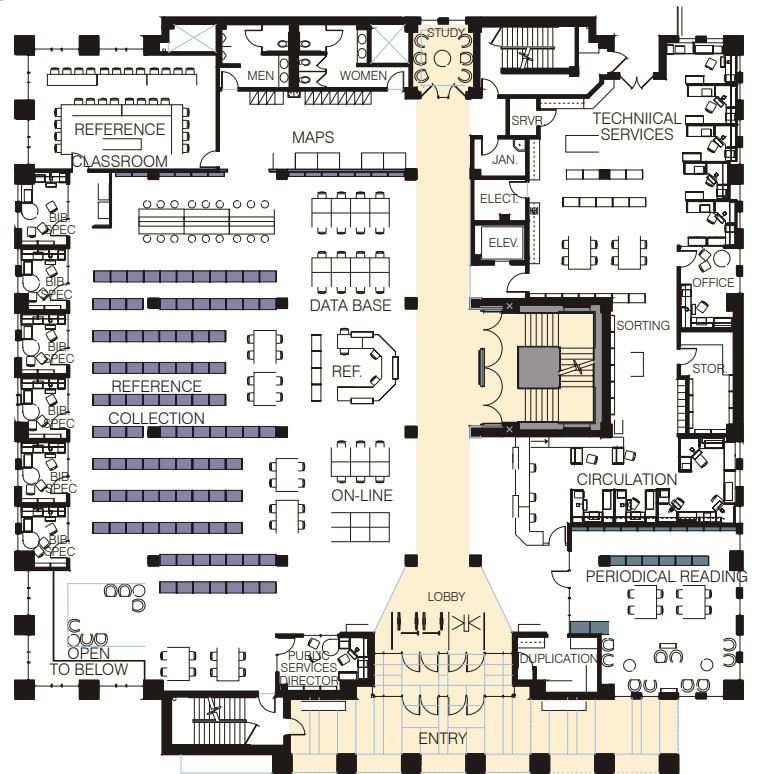 STUDY
MEN
WOMEN
REFERENCE
CLASSROOM
MAPS
SRVR.
TECHNIICAL
SERVICES
JAN.
ELECT.
ELEV.
BIB.
SPEC
BIB.
SPEC
BIB.
SPEC
BIB.
SPEC
BIB.
SPEC
BIB.
SPEC
DATA BASE
OFFICE
SORTING
STOR.
REF.
REFERENCE
COLLECTION
ON-LINE
CIRCULATION
PERIODICAL READING
LOBBY
OPEN
TO BELOW
PUBLIC
SERVICES
DIRECTOR
DUPLICATION
ENTRY